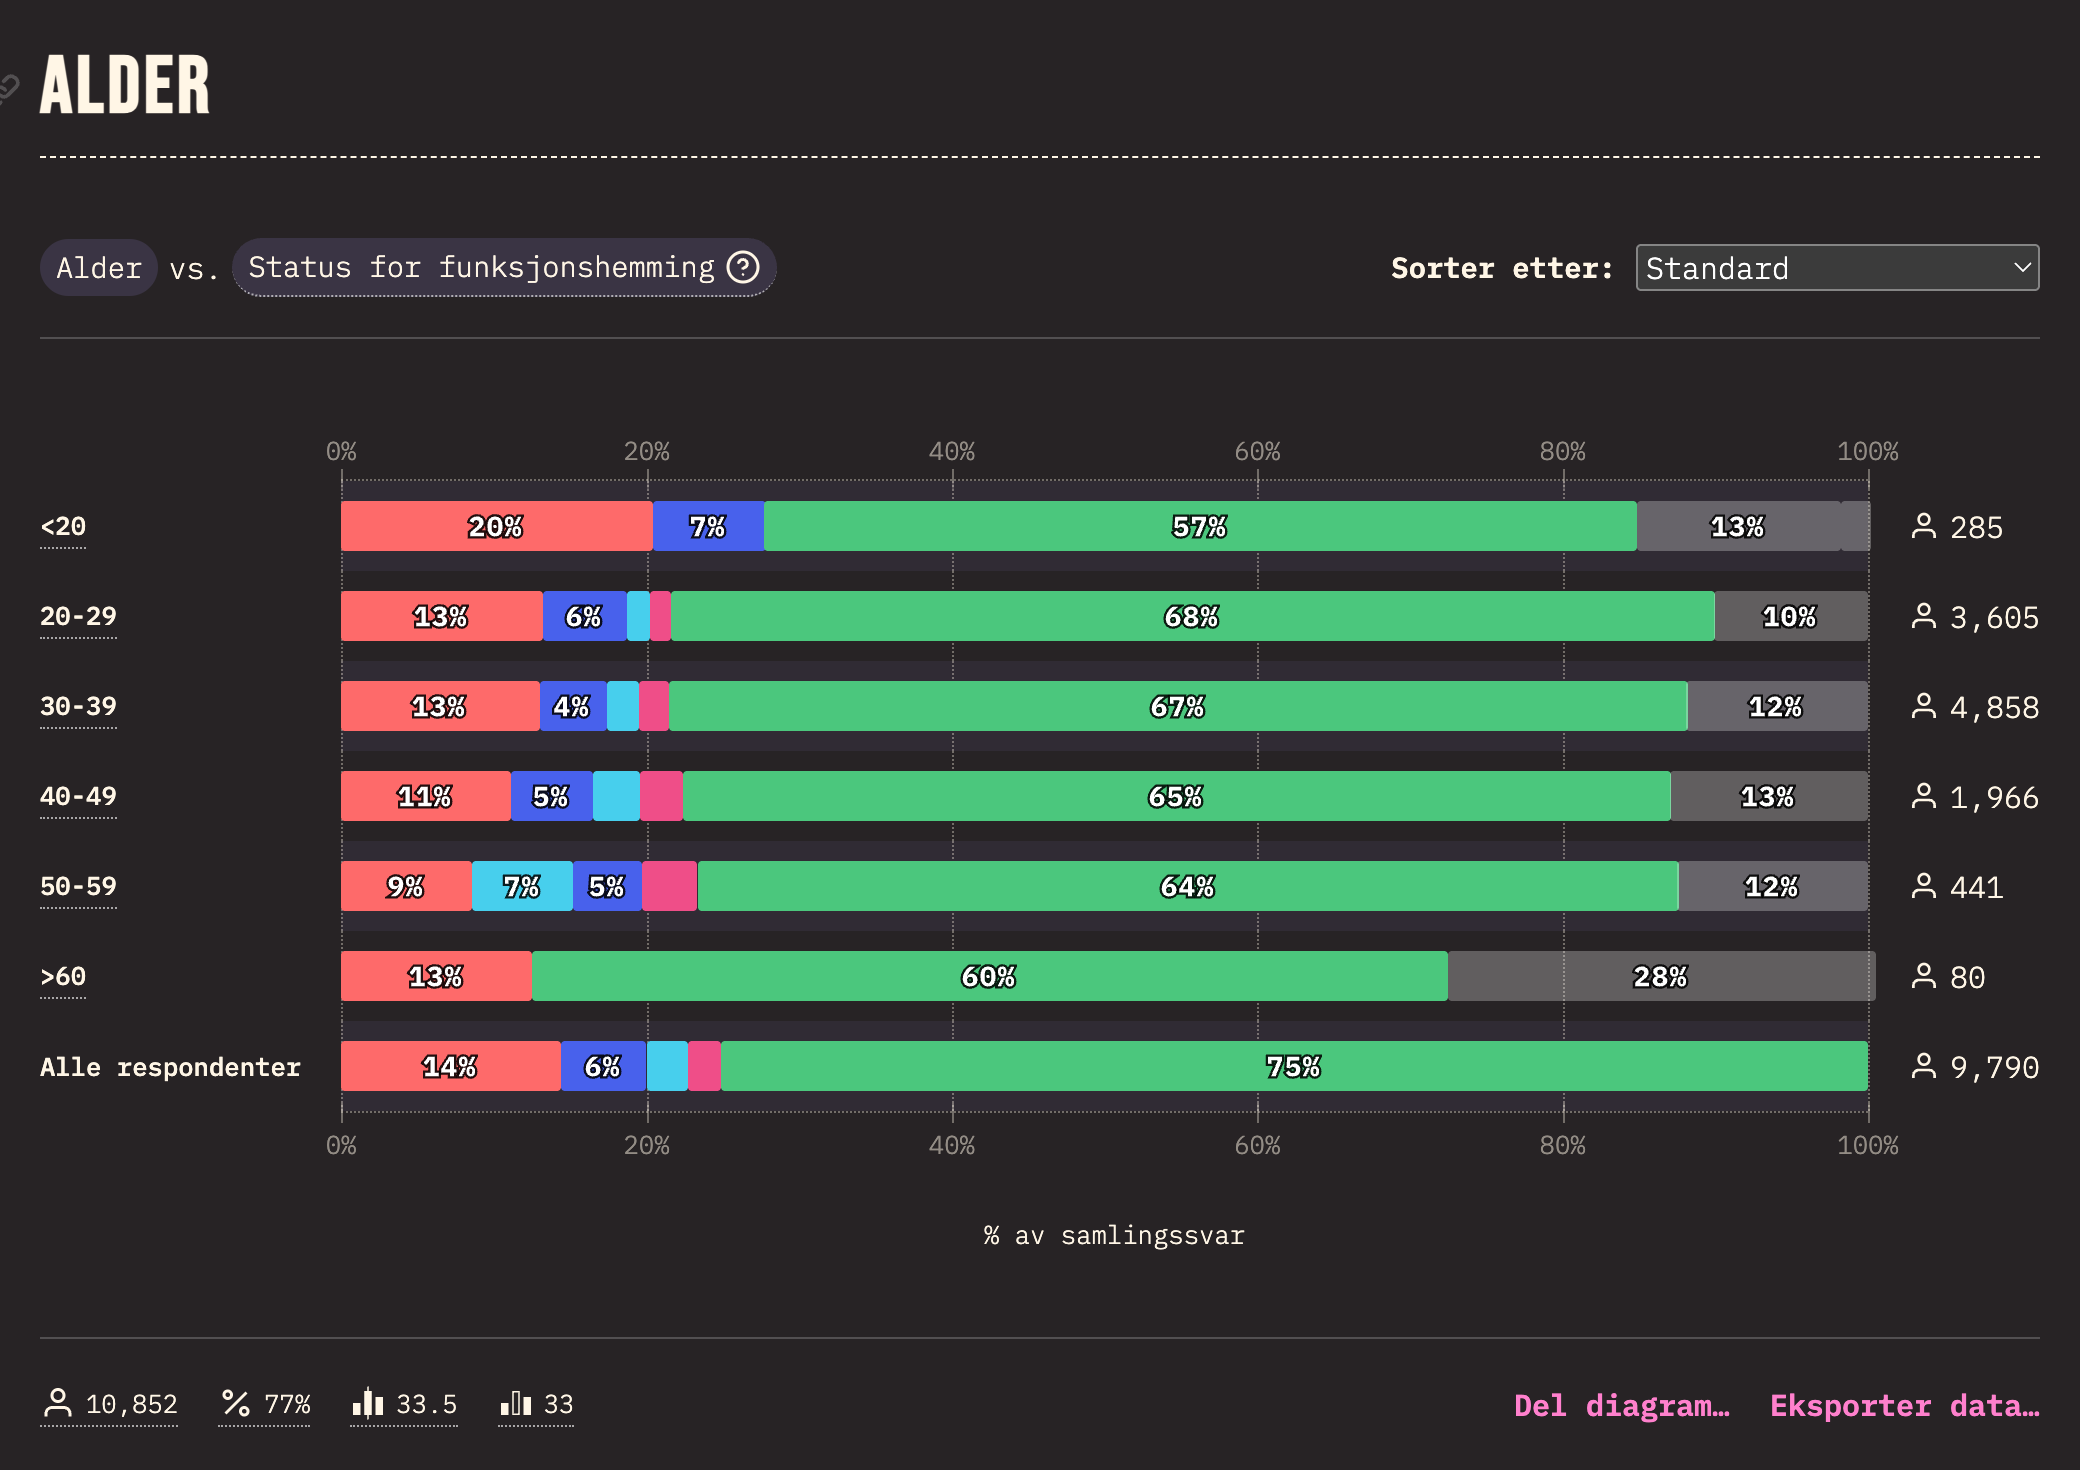 ALDER
Alder vs. Status for funksjonshemming ?
Sorter etter: Standard
0% 20% 40% 60% 80% 100%
<20 20% 7% 57% 13% 285
20-29 13% 6% 68% 10% 3,605
30-39 13% 4% 67% 12% 4,858
40-49 11% 5% 65% 13% 1,966
50-59 9% 7% 5% 64% 12% 441
>60 13% 60% 28% 80
Alle respondenter 14% 6% 75% 9,790
0% 20% 40% 60% 80% 100%
% av samlingssvar
10,852 % 77% 33.5 33
Del diagram… Eksporter data…